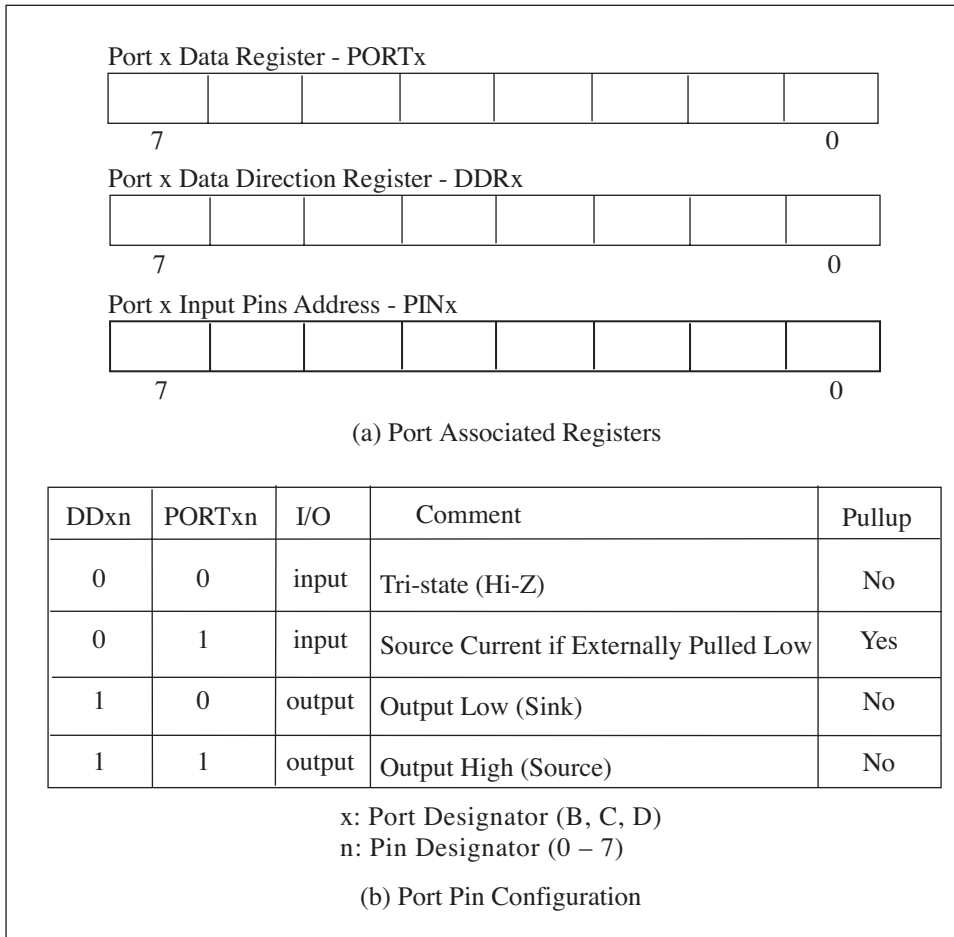 Port x Data Register - PORTx
7 0
Port x Data Direction Register - DDRx
7 0
Port x Input Pins Address - PINx
7 0
(a) Port Associated Registers
DDxn PORTxn I/O Comment Pullup
0 0 input Tri-state (Hi-Z) No
0 1 input Source Current if Externally Pulled Low Yes
1 0 output Output Low (Sink) No
1 1 output Output High (Source) No
x: Port Designator (B, C, D)
n: Pin Designator (0 – 7)
(b) Port Pin Configuration